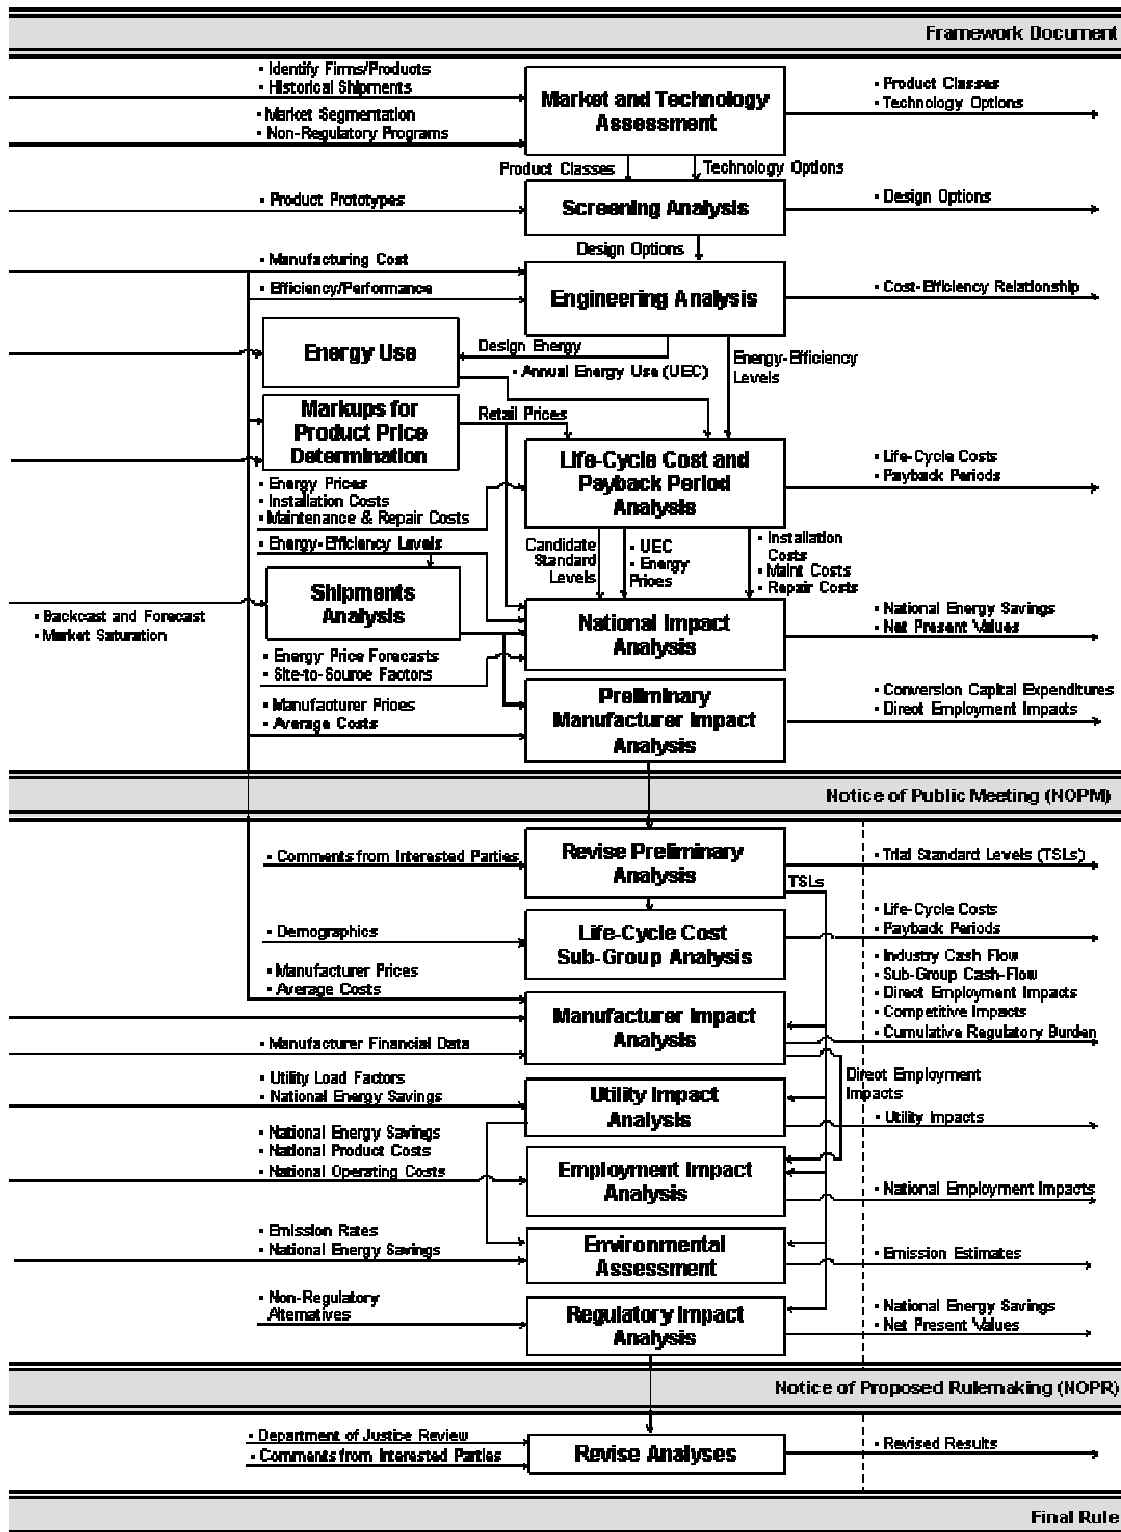 Framework Document
• Identify Firms/Products
• Historical Shipments
• Market Segmentation
• Non-Regulatory Programs
Market and Technology
Assessment
• Product Classes
• Technology Options
Product Classes
Technology Options
• Product Prototypes
Screening Analysis
• Design Options
Design Options
• Manufacturing Cost
• Efficiency/Performance
Engineering Analysis
• Cost-Efficiency Relationship
Energy Use
Design Energy
• Annual Energy Use (UEC)
Energy-Efficiency
Levels
Markups for
Product Price
Determination
Retail Prices
Life-Cycle Cost and
Payback Period
Analysis
• Life-Cycle Costs
• Payback Periods
• Energy Prices
• Installation Costs
• Maintenance & Repair Costs
• Energy-Efficiency Levels
Candidate
Standard
Levels
• UEC
• Energy
Prices
• Installation
Costs
• Maint Costs
• Repair Costs
Shipments
Analysis
• Backcast and Forecast
• Market Saturation
National Impact
Analysis
• National Energy Savings
• Net Present Values
• Energy Price Forecasts
• Site-to-Source Factors
• Manufacturer Prices
• Average Costs
Preliminary
Manufacturer Impact
Analysis
• Conversion Capital Expenditures
• Direct Employment Impacts
Notice of Public Meeting (NOPM)
• Comments from Interested Parties
Revise Preliminary
Analysis
• Trial Standard Levels (TSLs)
TSLs
• Demographics
Life-Cycle Cost
Sub-Group Analysis
• Life-Cycle Costs
• Payback Periods
• Manufacturer Prices
• Average Costs
• Manufacturer Financial Data
Manufacturer Impact
Analysis
• Industry Cash Flow
• Sub-Group Cash-Flow
• Direct Employment Impacts
• Competitive Impacts
• Cumulative Regulatory Burden
Direct Employment
Impacts
• Utility Load Factors
• National Energy Savings
Utility Impact
Analysis
• Utility Impacts
• National Energy Savings
• National Product Costs
• National Operating Costs
Employment Impact
Analysis
• National Employment Impacts
• Emission Rates
• National Energy Savings
Environmental
Assessment
• Emission Estimates
• Non-Regulatory
Alternatives
Regulatory Impact
Analysis
• National Energy Savings
• Net Present Values
Notice of Proposed Rulemaking (NOPR)
• Department of Justice Review
• Comments from Interested Parties
Revise Analyses
• Revised Results
Final Rule